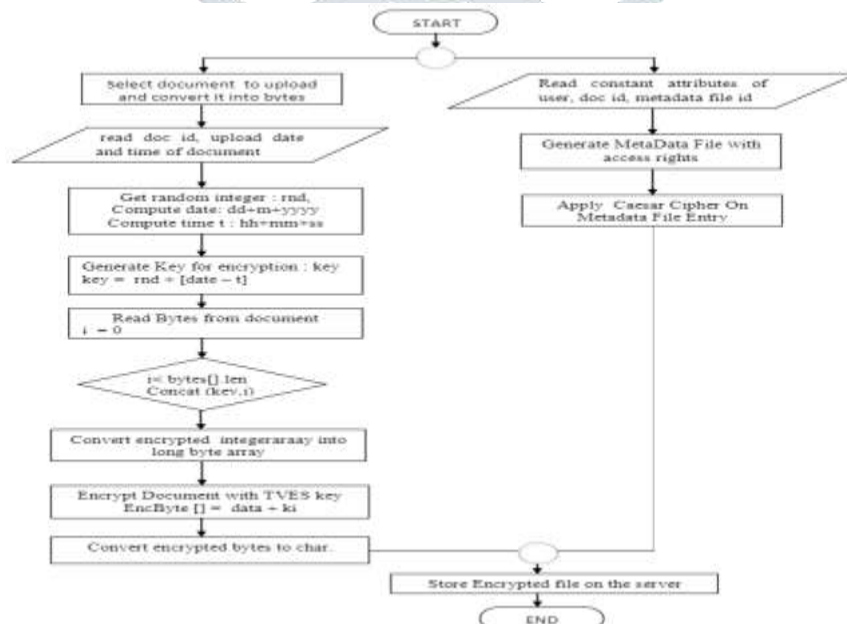 START
Select document to upload
and convert it into bytes
read doc id, upload date
and time of document
Get random integer : rnd,
Compute date: dd+m+yyyy
Compute time t : hh+mm+ss
Generate Key for encryption : key
key = rnd + [date - t]
Read Bytes from document
i = 0
i< bytes[].len
Concat (key,i)
Convert encrypted integeraraay into
long byte array
Encrypt Document with TVES key
EncByte [] = data + ki
Convert encrypted bytes to char.
Read constant attributes of
user, doc id, metadata file id
Generate MetaData File with
access rights
Apply Caesar Cipher On
Metadata File Entry
Store Encrypted file on the server
END